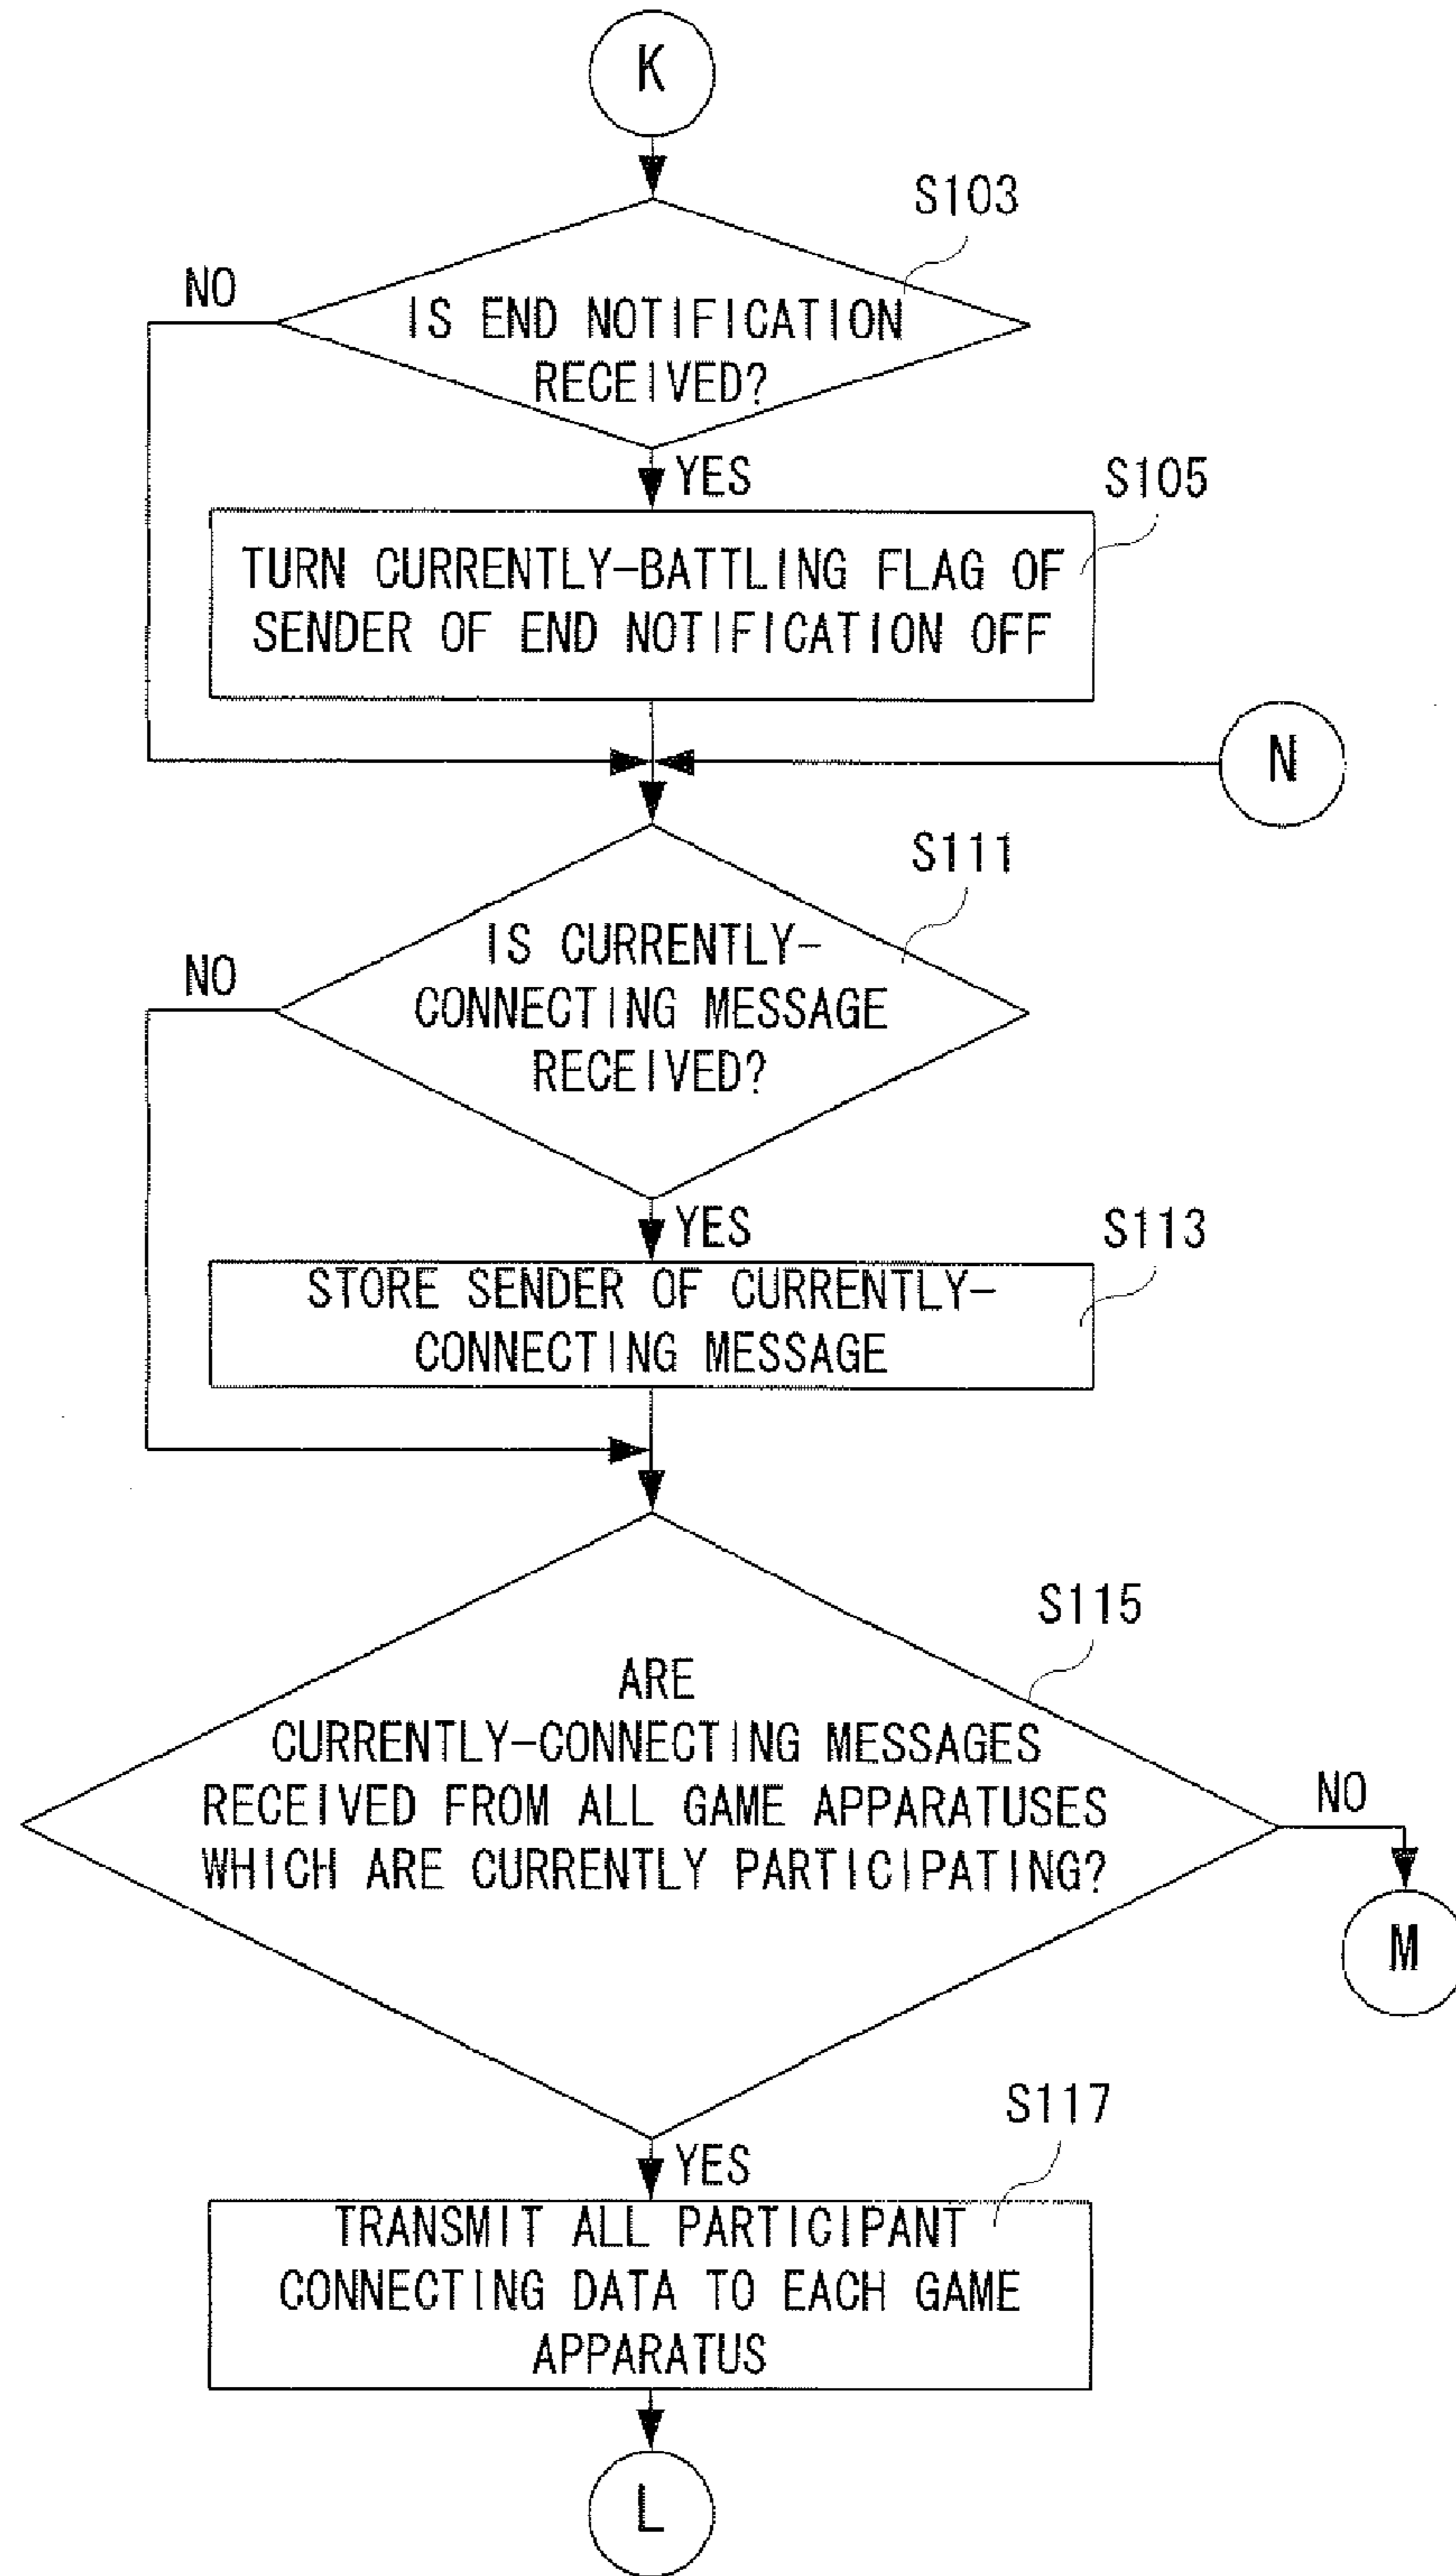 K
S103
NO
IS END NOTIFICATION
RECEIVED?
YES
S105
TURN CURRENTLY-BATTLING FLAG OF
SENDER OF END NOTIFICATION OFF
N
S111
NO
IS CURRENTLY-
CONNECTING MESSAGE
RECEIVED?
YES
S113
STORE SENDER OF CURRENTLY-
CONNECTING MESSAGE
S115
ARE
CURRENTLY-CONNECTING MESSAGES
RECEIVED FROM ALL GAME APPARATUSES
WHICH ARE CURRENTLY PARTICIPATING?
NO
M
S117
YES
TRANSMIT ALL PARTICIPANT
CONNECTING DATA TO EACH GAME
APPARATUS
L